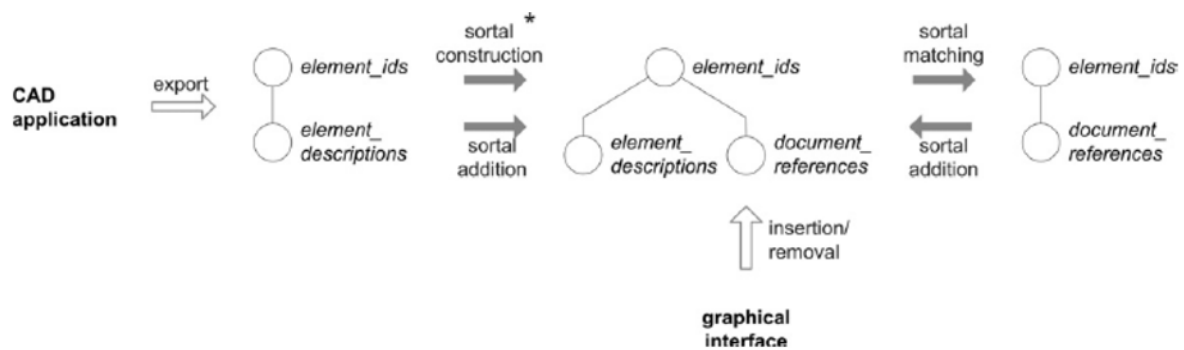 CAD
application
export
element_ids
element_
descriptions
sortal *
construction
sortal
addition
element_ids
element_
descriptions
document_
references
insertion/
removal
graphical
interface
sortal
matching
sortal
addition
element_ids
document_
references